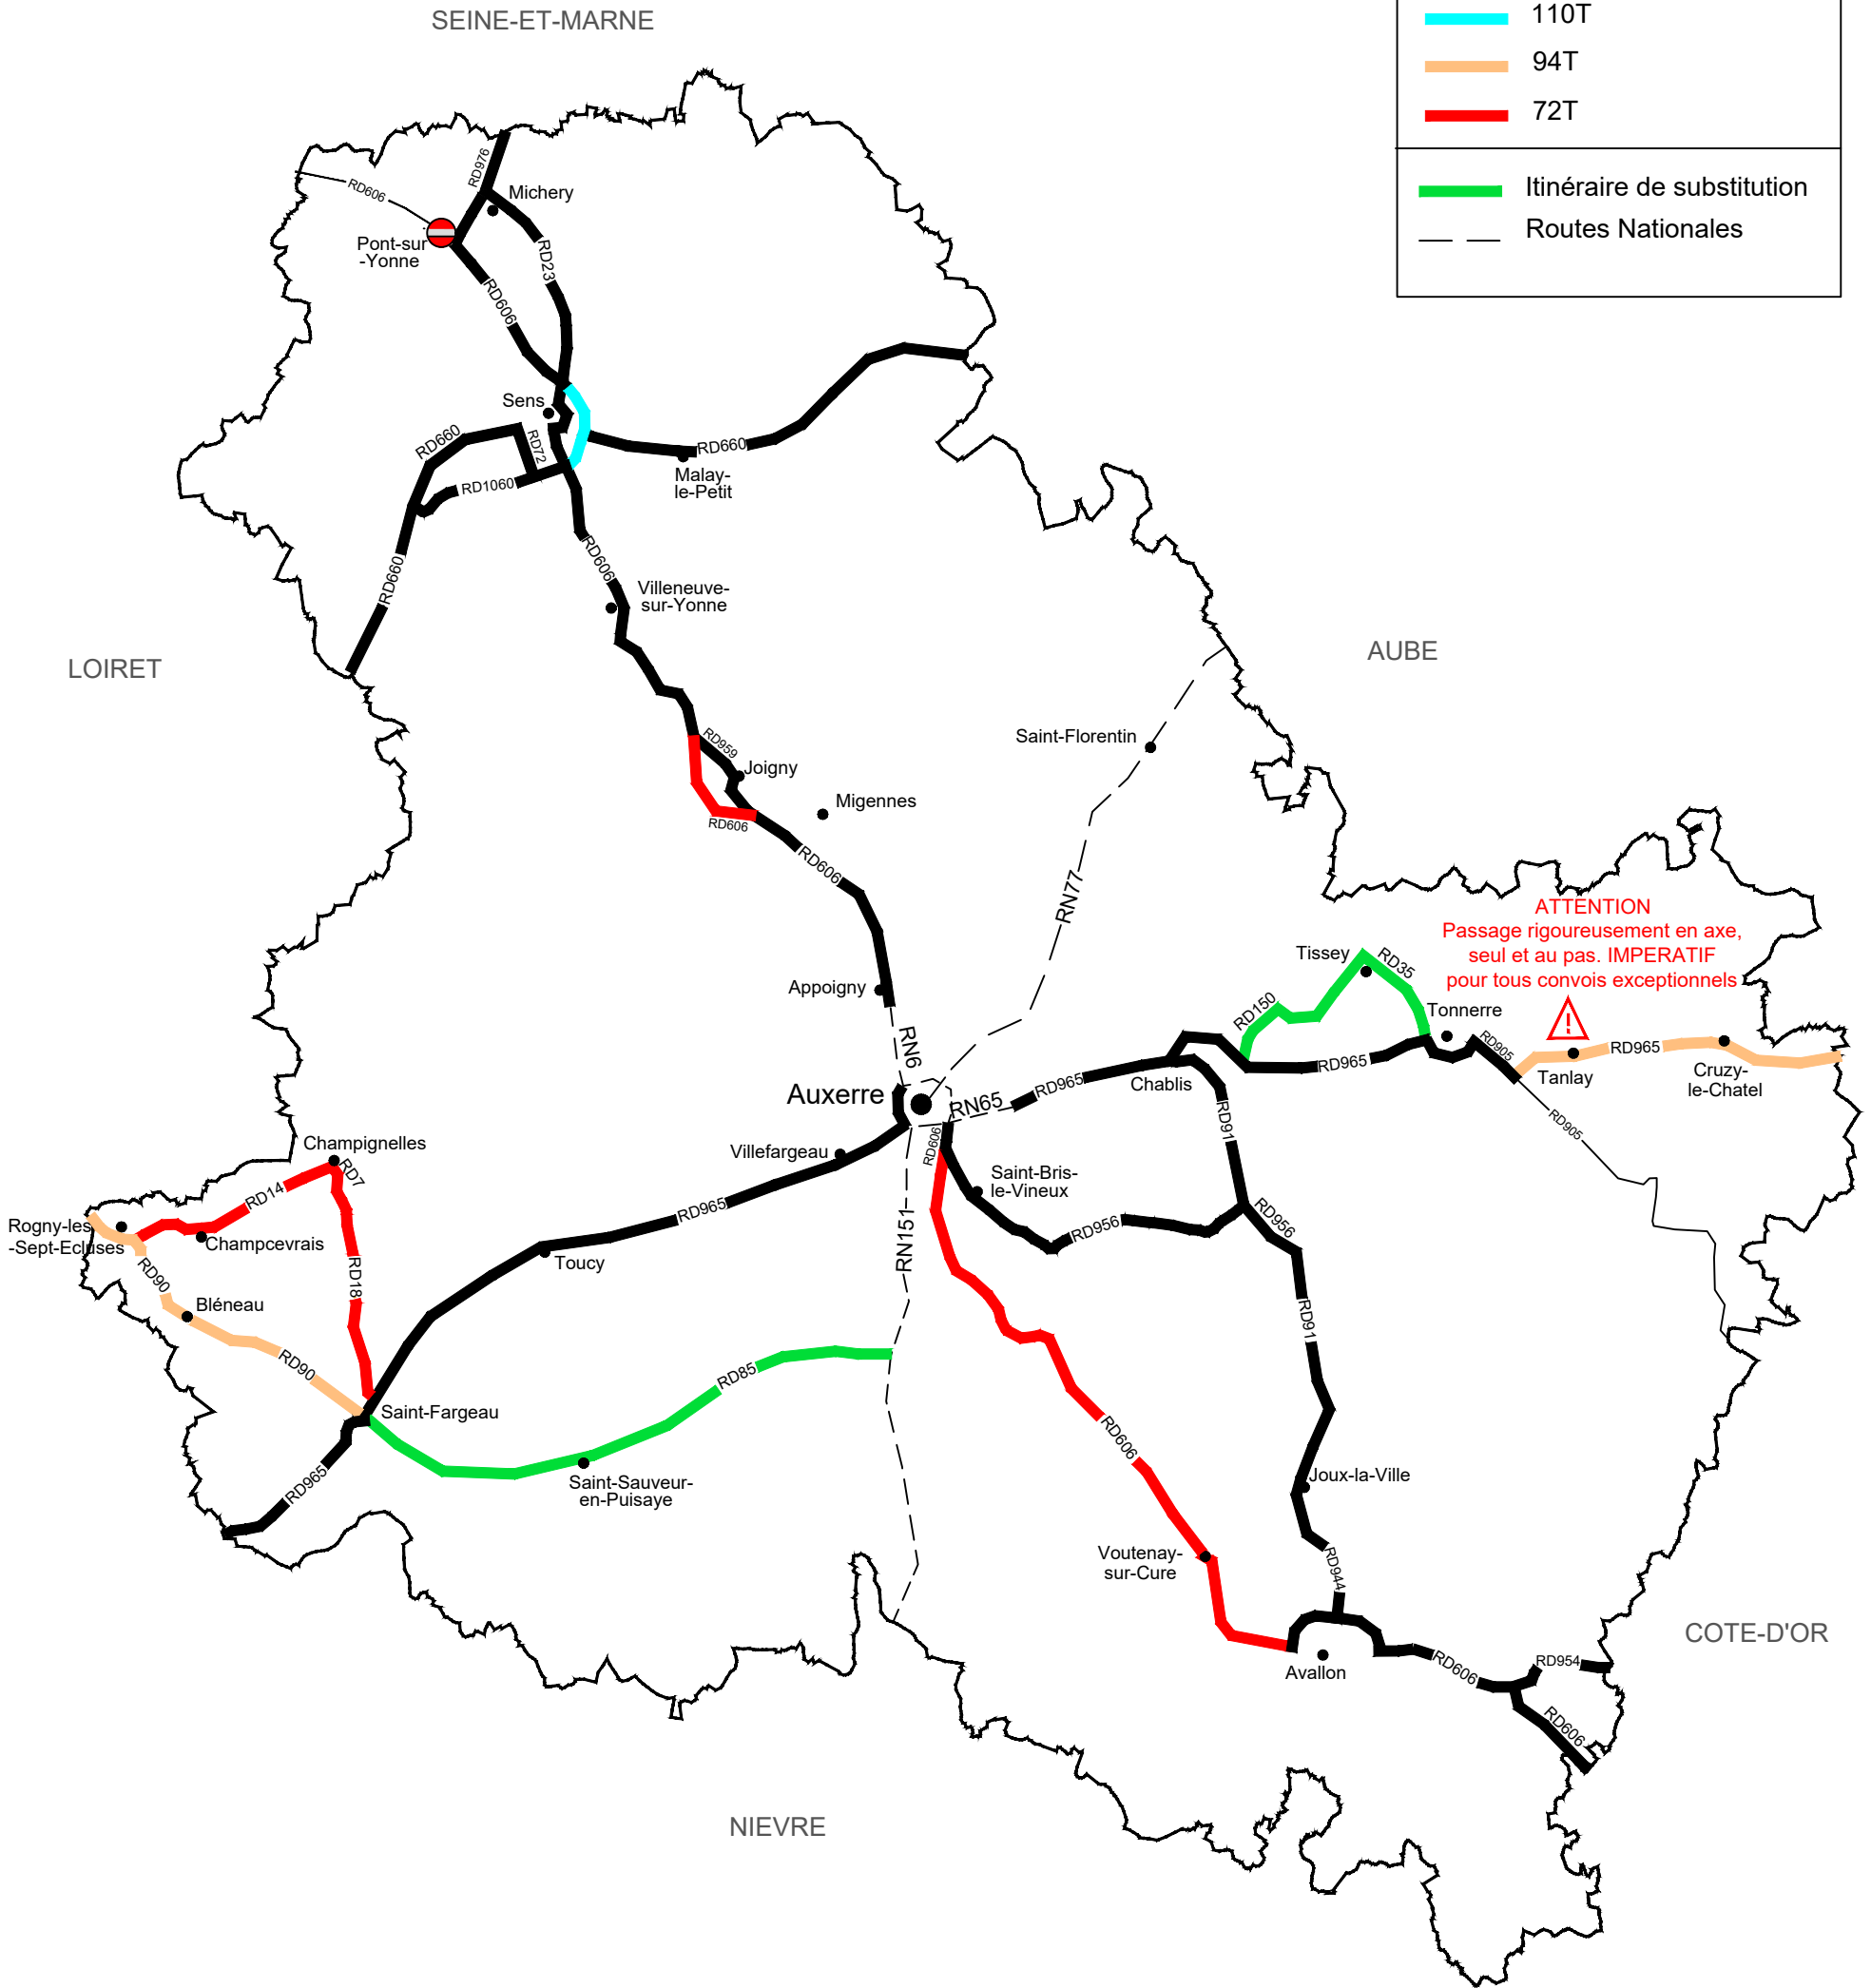 SEINE-ET-MARNE
110T
94T
72T
Itinéraire de substitution
Routes Nationales
RD976
RD606
Michery
Pont-sur
-Yonne
RD23
RD606
Sens
RD660
RD72
RD660
RD1060
Malay-
le-Petit
RD660
RD606
Villeneuve-
sur-Yonne
LOIRET
AUBE
Saint-Florentin
RD959
Joigny
Migennes
RD606
RD606
RN77
ATTENTION
Passage rigoureusement en axe,
seul et au pas. IMPERATIF
pour tous convois exceptionnels
Tissey
RD35
Appoigny
RD150
Tonnerre
RN6
RD905
RD965
RD965
Tanlay
Cruzy-
le-Chatel
Auxerre
RN65
RD965
Chablis
RD905
RD91
RD606
Champignelles
Villefargeau
RD7
RD14
Saint-Bris-
le-Vineux
Rogny-les
-Sept-Ecluses
Champcevrais
RD965
RN151
RD956
RD956
Toucy
RD90
RD18
Bléneau
RD91
RD90
RD85
Saint-Fargeau
RD606
RD965
Saint-Sauveur-
en-Puisaye
Joux-la-Ville
Voutenay-
sur-Cure
RD944
COTE-D'OR
Avallon
RD606
RD954
RD606
NIEVRE